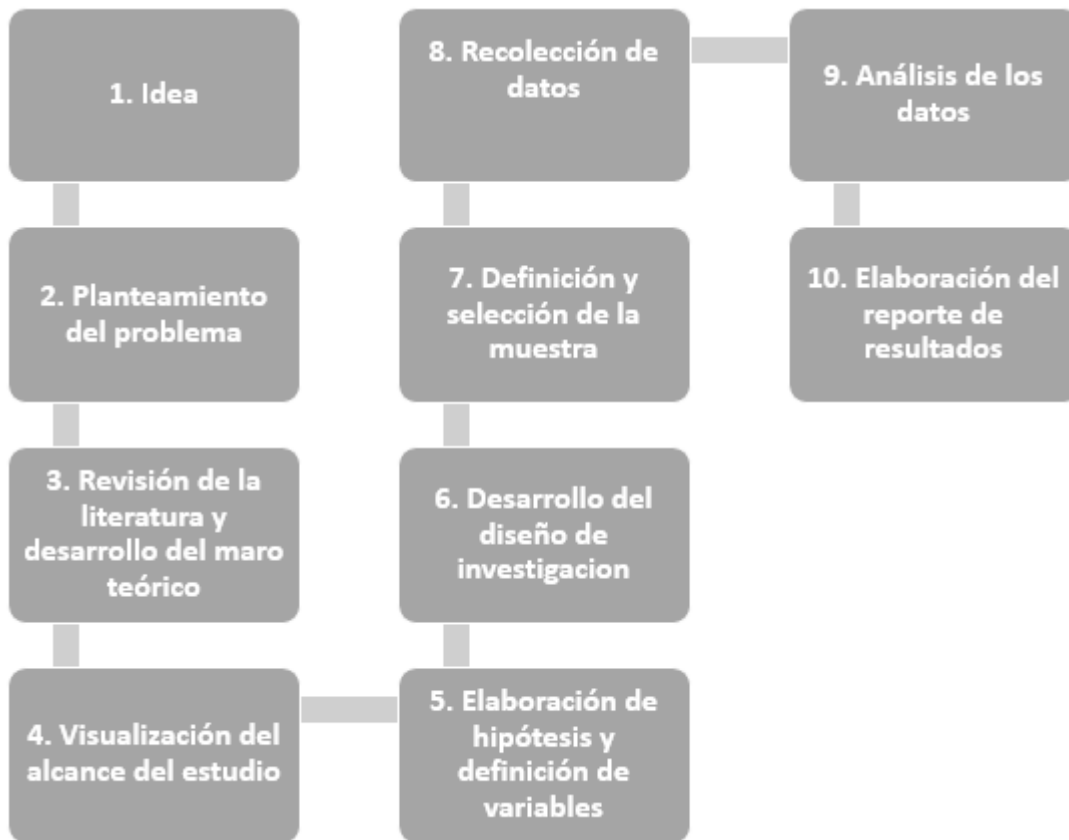 1. Idea
2. Planteamiento
del problema
3. Revisión de la
literatura y
desarrollo del maro
teórico
4. Visualización del
alcance del estudio
5. Elaboración de
hipótesis y
definición de
variables
6. Desarrollo del
diseño de
investigacion
7. Definición y
selección de la
muestra
8. Recolección de
datos
9. Análisis de los
datos
10. Elaboración del
reporte de
resultados